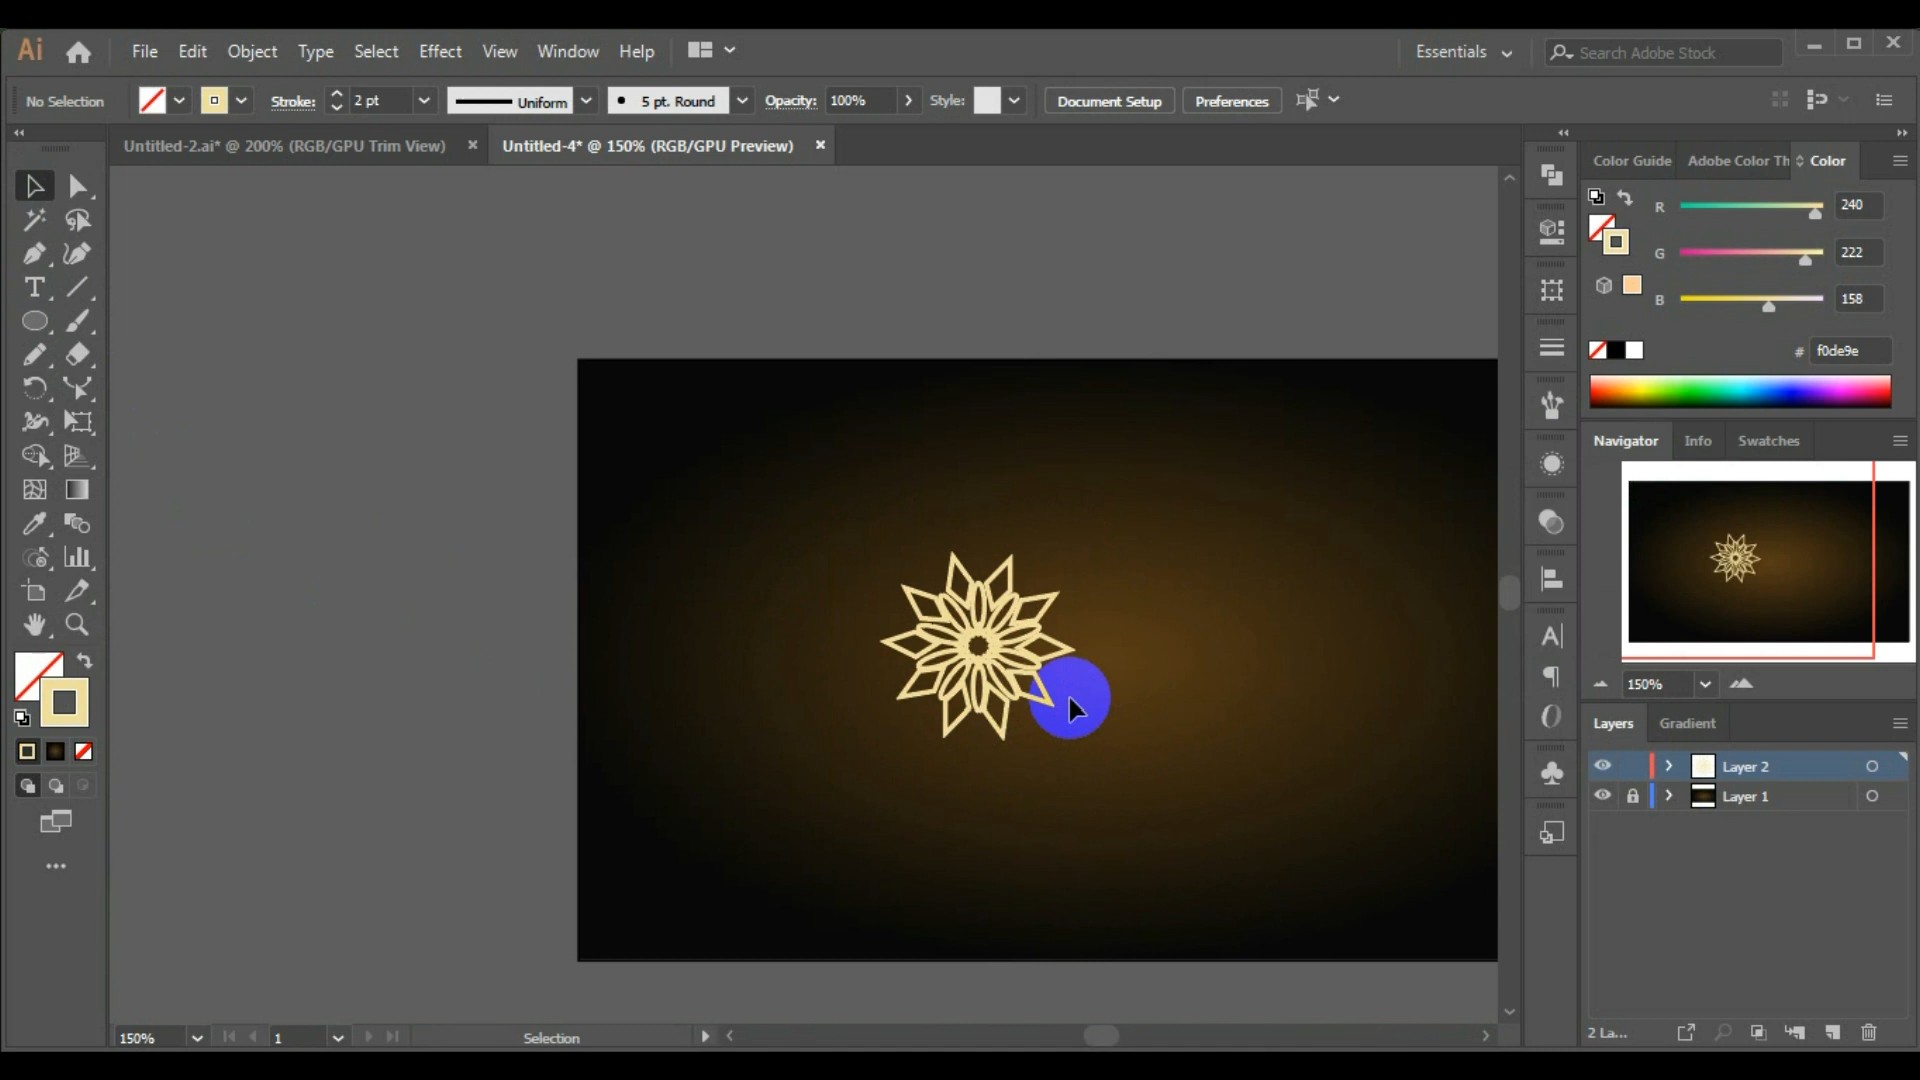 Ai File Edit Object Type Select Effect View Window Help Essentials Search Adobe Stock
No Selection Stroke: 2 pt Uniform 5 pt. Round Opacity: 100% Style: Document Setup Preferences
Untitled-2.ai* @ 200% (RGB/GPU Trim View) × Untitled-4* @ 150% (RGB/GPU Preview) ×
Color Guide Adobe Color Th Color
R 240
G 222
B 158
# f0de9e
Navigator Info Swatches
150%
Layers Gradient
Layer 2
Layer 1
2 La...
150% 1 Selection